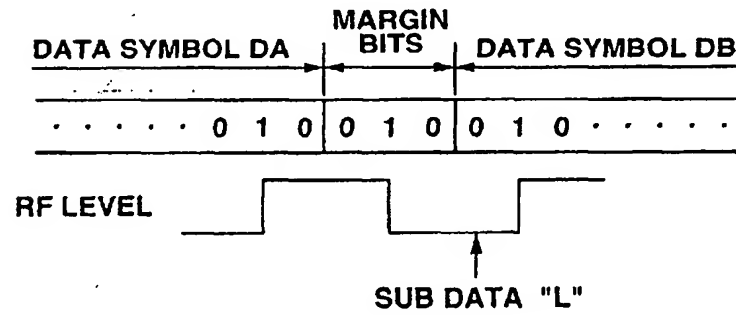 MARGIN
DATA SYMBOL DA BITS DATA SYMBOL DB
· · · · · 0 1 0 0 1 0 0 1 0 · · · · ·
RF LEVEL
SUB DATA "L"